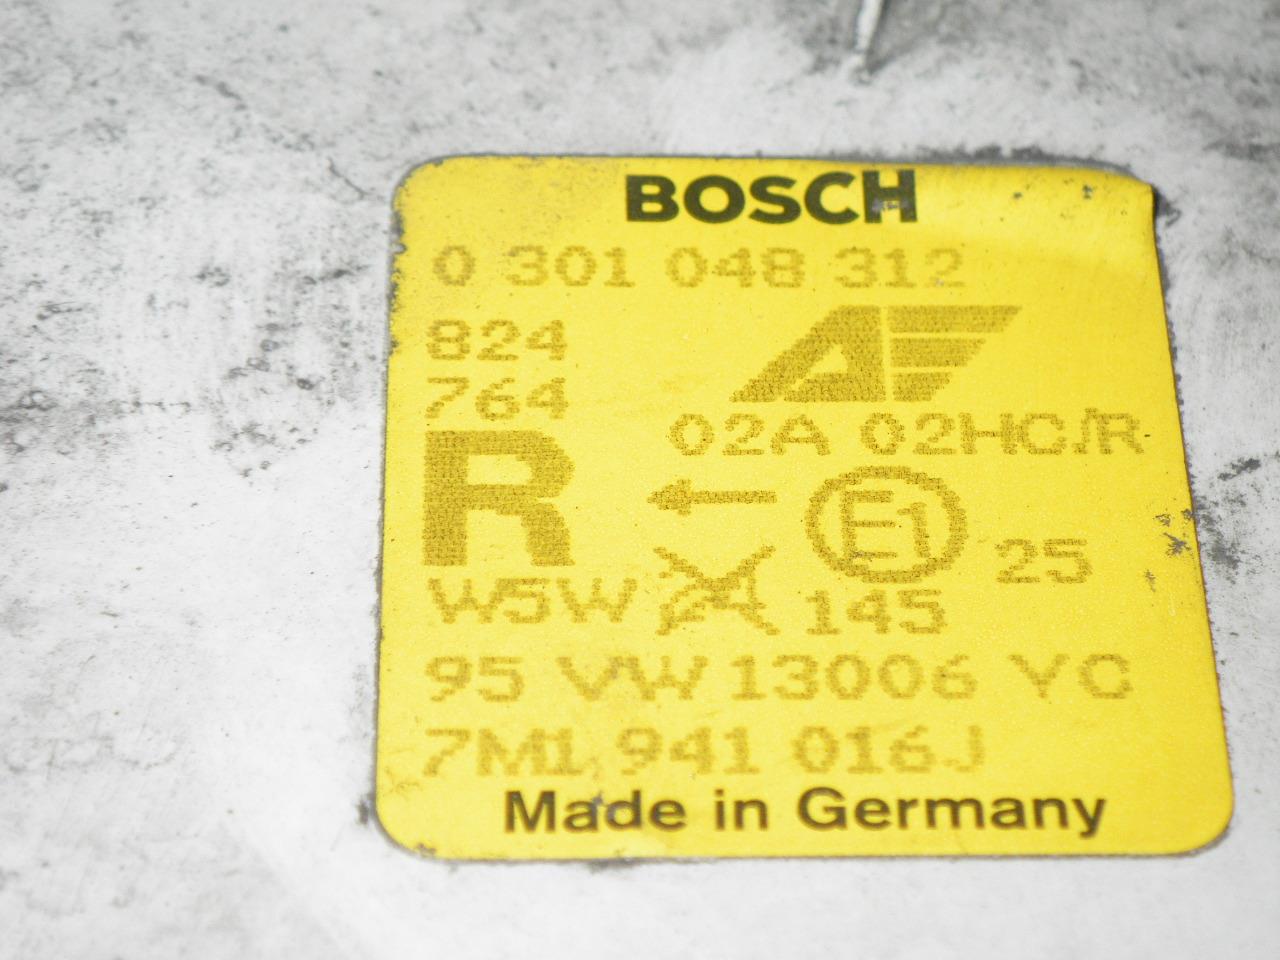 BOSCH
0 301 048 312
824
764
AF
02A 02HC/R
R
E1
25
W5W 145
95 VW 13006 YC
7M1 941 016J
Made in Germany